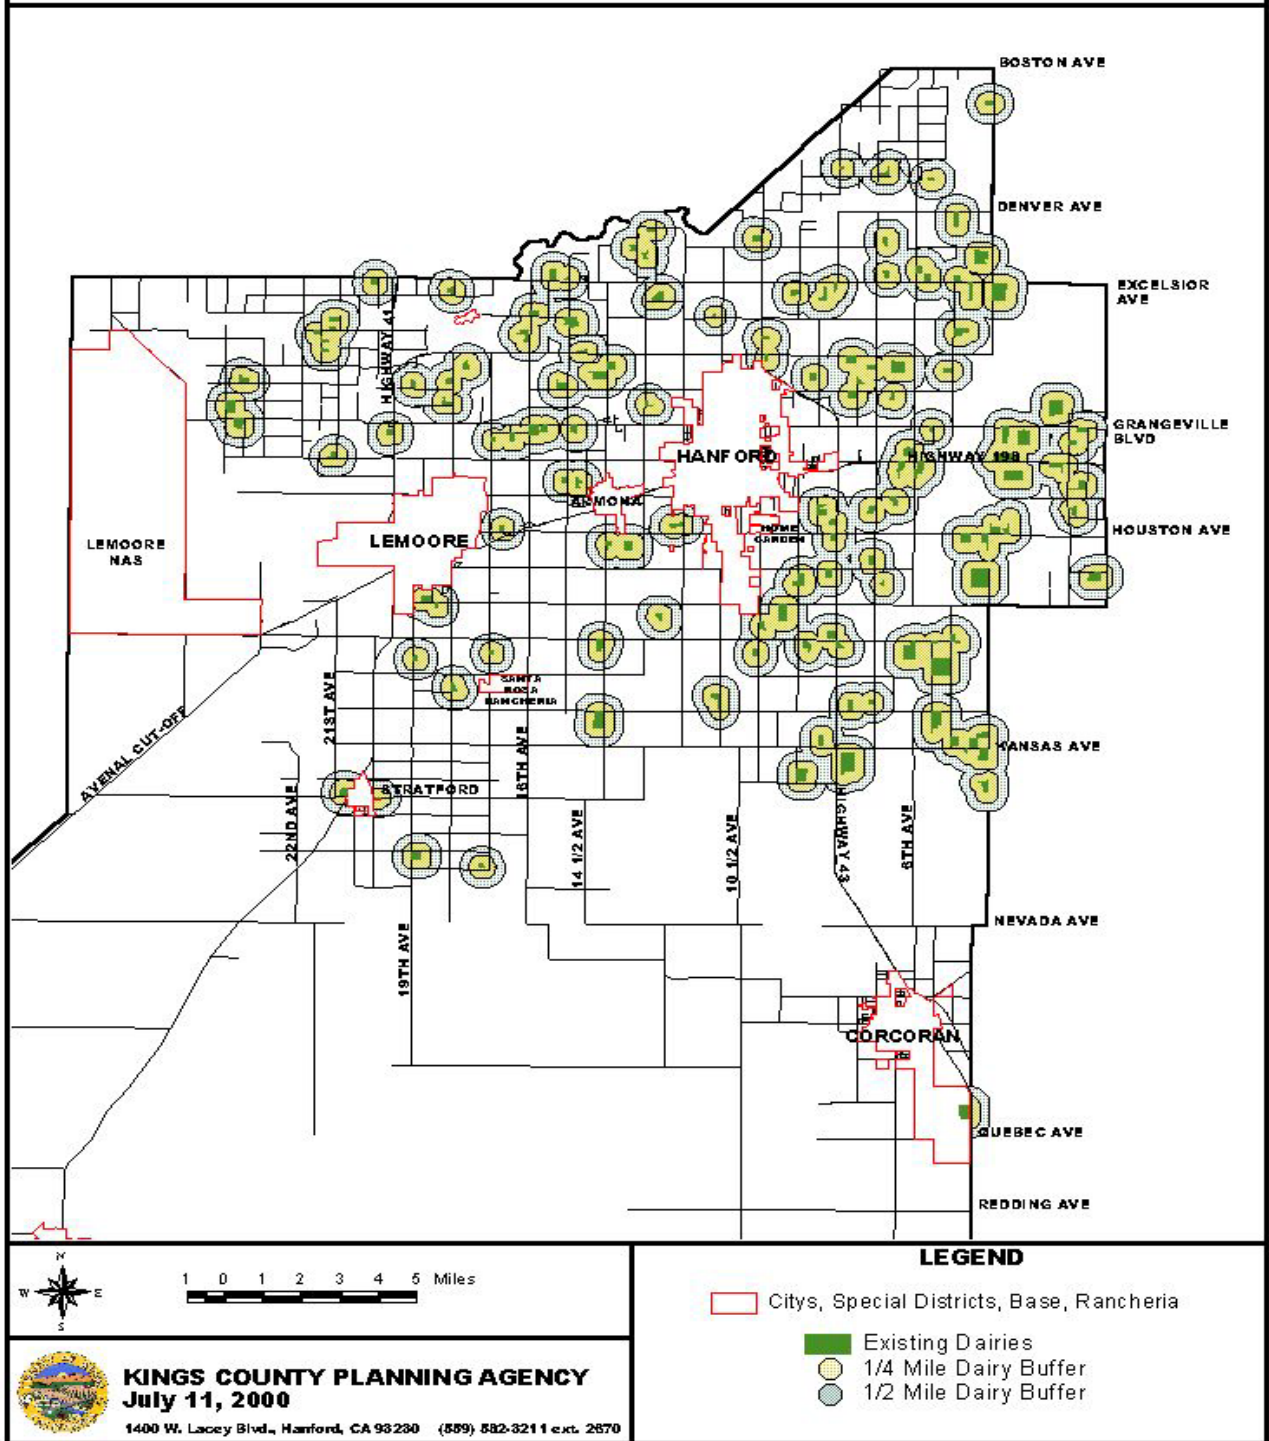 BOSTON AVE
DENVER AVE
EXCELSIOR
AVE
HIGHWAY 41
GRANGEVILLE
BLVD
HANFORD
HIGHWAY 198
ARMONA
HOME
GARDEN
HOUSTON AVE
LEMOORE
NAS
LEMOORE
SANTA
ROSA
RANCHERIA
21ST AVE
AVENAL CUT-OFF
16TH AVE
KANSAS AVE
STRATFORD
22ND AVE
14 1/2 AVE
10 1/2 AVE
HIGHWAY 43
6TH AVE
NEVADA AVE
19TH AVE
CORCORAN
QUEBEC AVE
REDDING AVE
N
W E
S
1 0 1 2 3 4 5 Miles
LEGEND
Citys, Special Districts, Base, Rancheria
Existing Dairies
1/4 Mile Dairy Buffer
1/2 Mile Dairy Buffer
KINGS COUNTY PLANNING AGENCY
July 11, 2000
1400 W. Lacey Blvd., Hanford, CA 93230 (559) 582-3211 ext. 2670